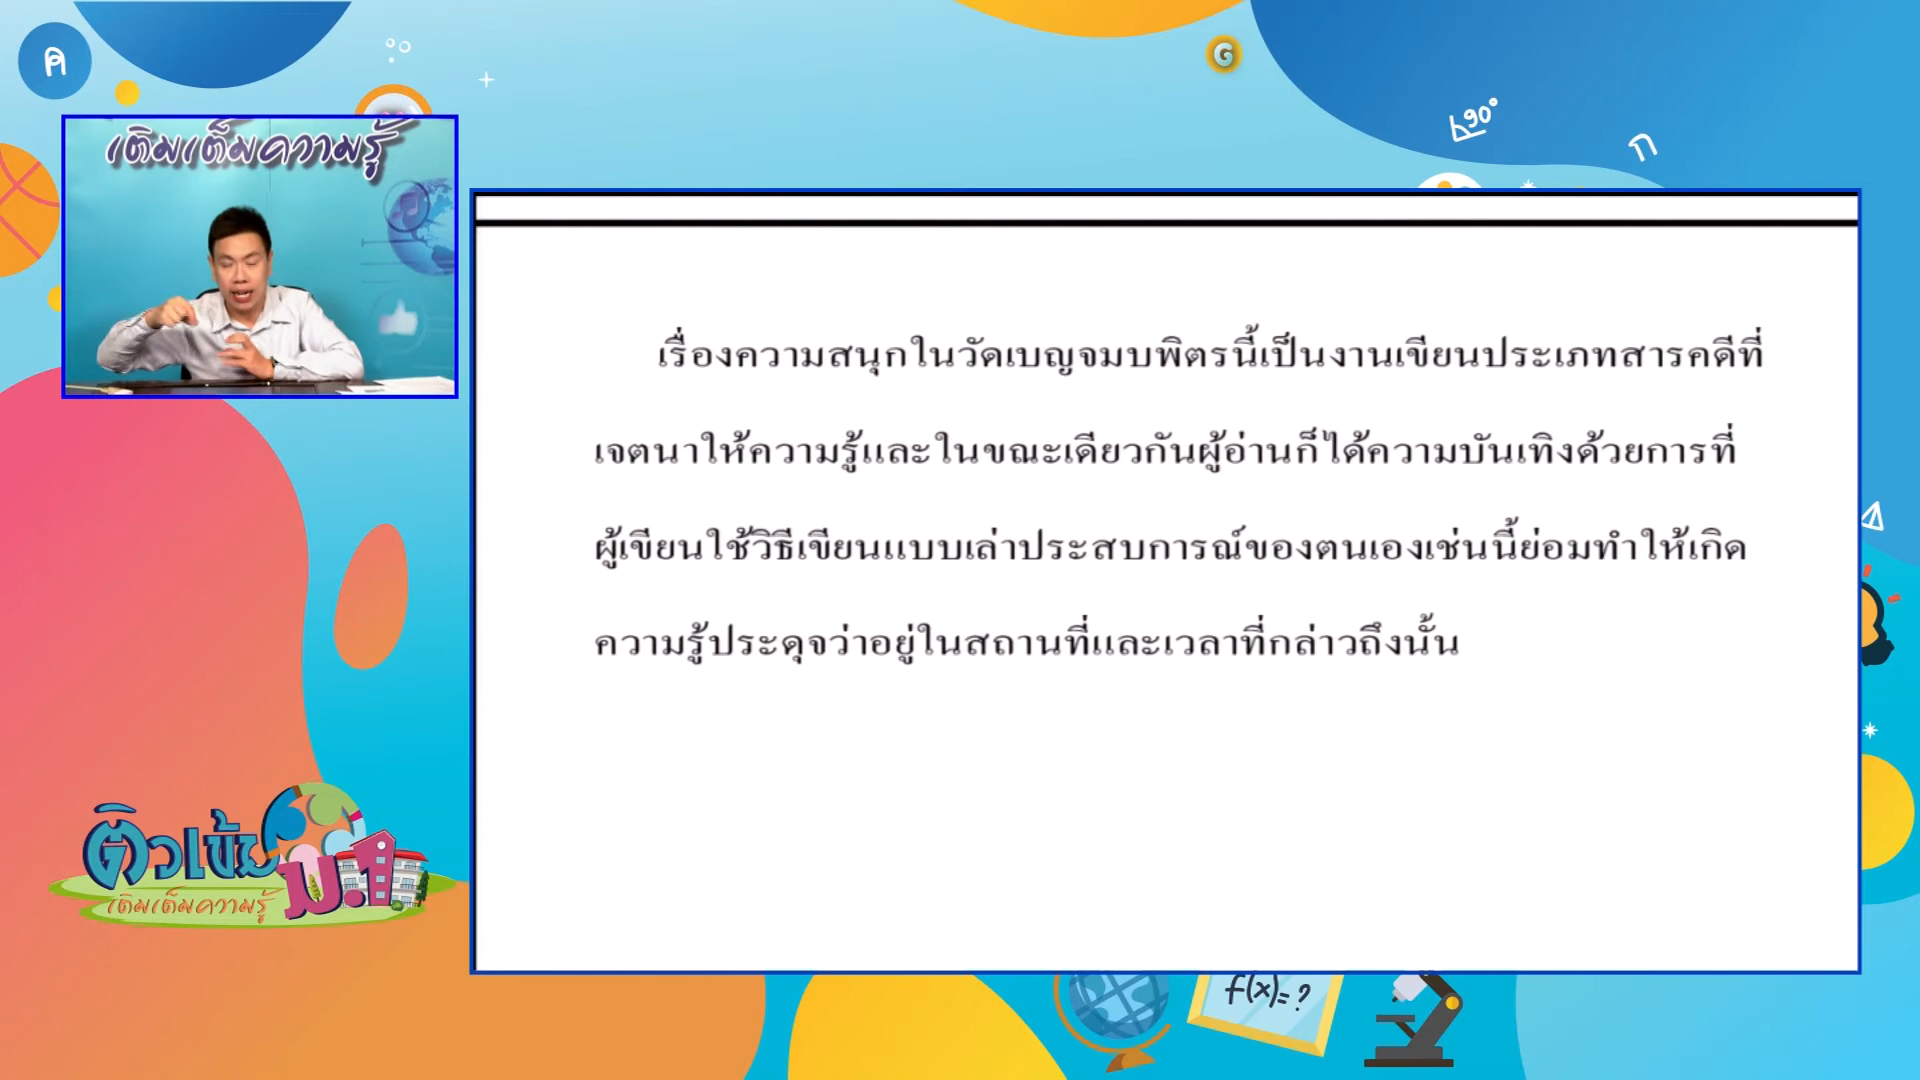 ค
เติมเต็มความรู้
G
90°
ก
เรื่องความสนุกในวัดเบญจมบพิตรนี้เป็นงานเขียนประเภทสารคดีที่
เจตนาให้ความรู้และในขณะเดียวกันผู้อ่านก็ได้ความบันเทิงด้วยการที่
ผู้เขียนใช้วิธีเขียนแบบเล่าประสบการณ์ของตนเองเช่นนี้ย่อมทำให้เกิด
ความรู้ประดุจว่าอยู่ในสถานที่และเวลาที่กล่าวถึงนั้น
ติวเข้ม
ม.1
เติมเต็มความรู้
f(x)=?